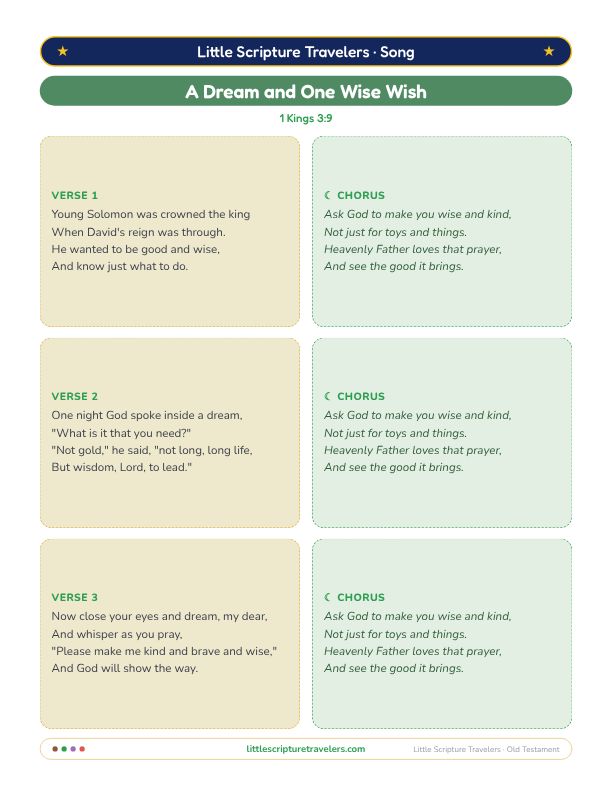 Little Scripture Travelers · Song
A Dream and One Wise Wish
1 Kings 3:9
VERSE 1
Young Solomon was crowned the king
When David's reign was through.
He wanted to be good and wise,
And know just what to do.
☾ CHORUS
Ask God to make you wise and kind,
Not just for toys and things.
Heavenly Father loves that prayer,
And see the good it brings.
VERSE 2
One night God spoke inside a dream,
"What is it that you need?"
"Not gold," he said, "not long, long life,
But wisdom, Lord, to lead."
☾ CHORUS
Ask God to make you wise and kind,
Not just for toys and things.
Heavenly Father loves that prayer,
And see the good it brings.
VERSE 3
Now close your eyes and dream, my dear,
And whisper as you pray,
"Please make me kind and brave and wise,"
And God will show the way.
☾ CHORUS
Ask God to make you wise and kind,
Not just for toys and things.
Heavenly Father loves that prayer,
And see the good it brings.
littlescripturetravelers.com
Little Scripture Travelers · Old Testament